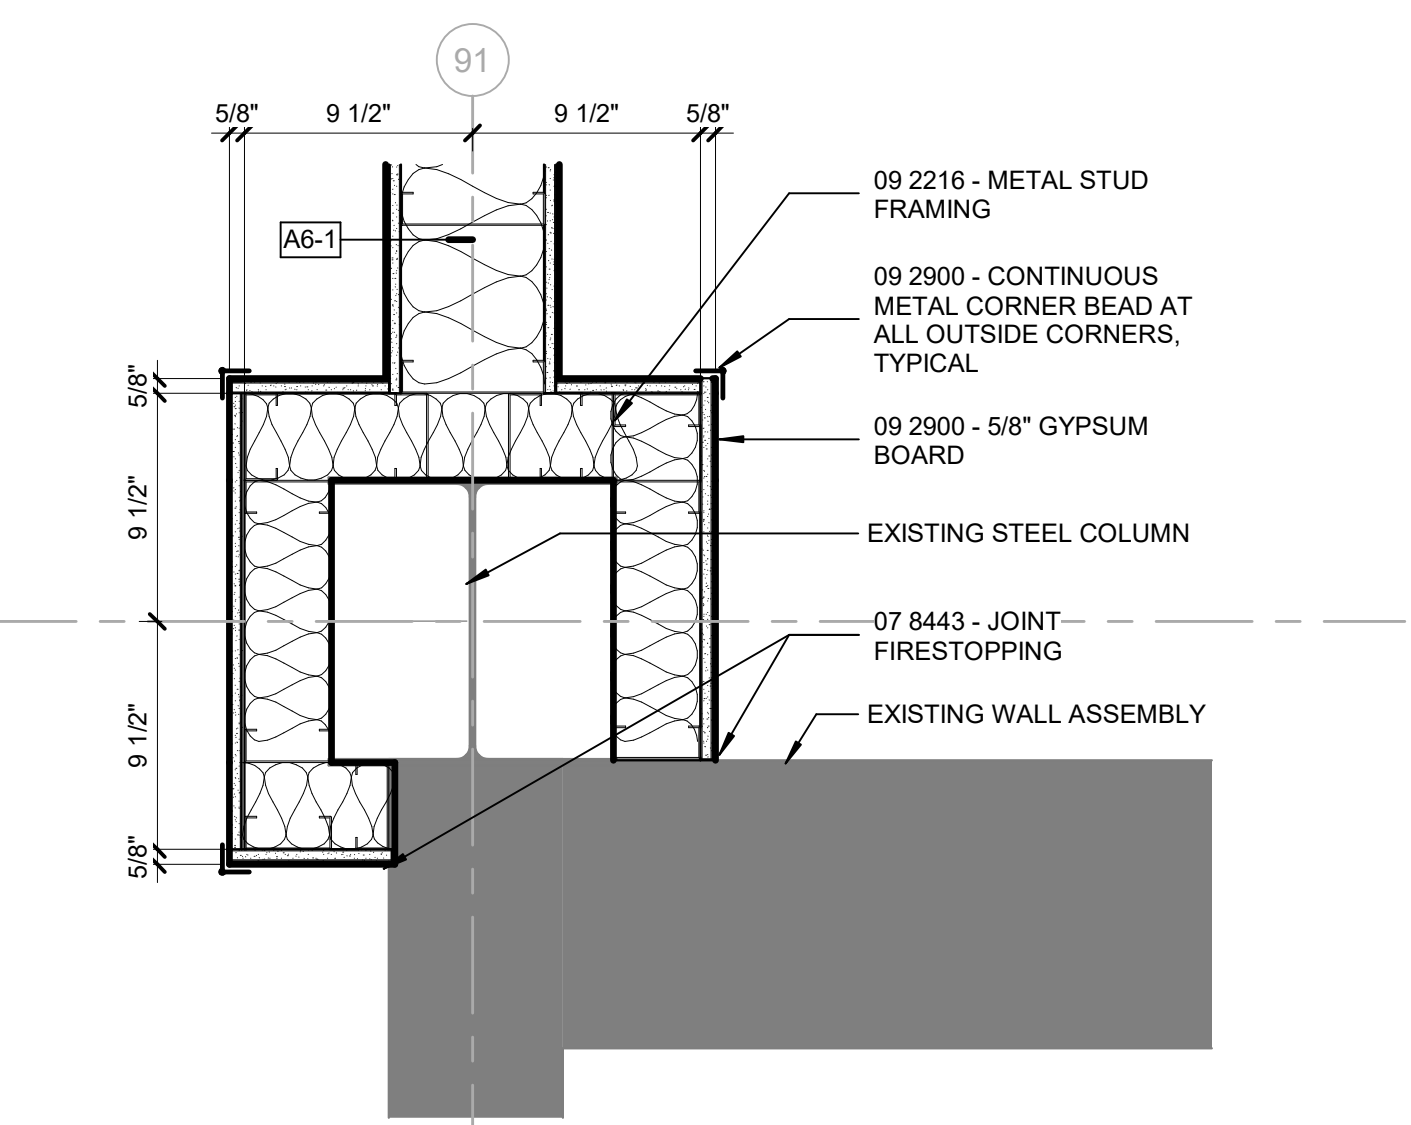 91
5/8" 9 1/2" 9 1/2" 5/8"
09 2216 - METAL STUD
FRAMING
A6-1
09 2900 - CONTINUOUS
METAL CORNER BEAD AT
ALL OUTSIDE CORNERS,
TYPICAL
5/8"
09 2900 - 5/8" GYPSUM
BOARD
9 1/2"
EXISTING STEEL COLUMN
07 8443 - JOINT
FIRESTOPPING
EXISTING WALL ASSEMBLY
9 1/2"
5/8"